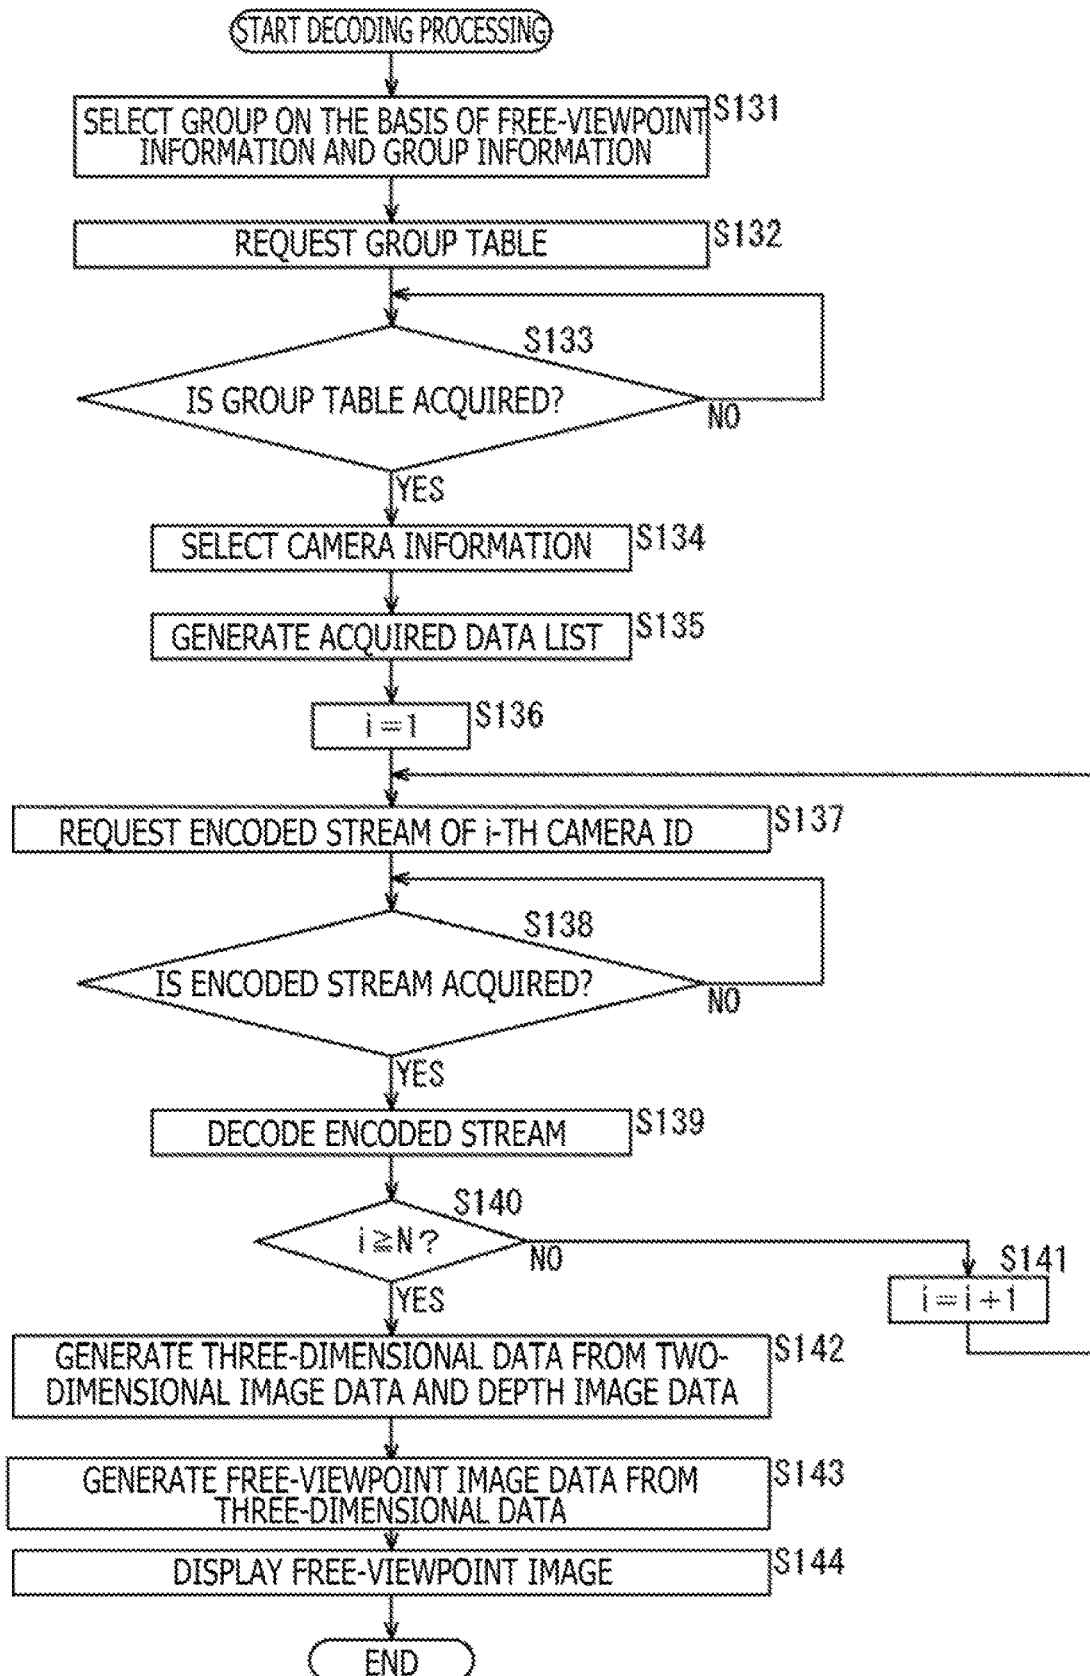 START DECODING PROCESSING
S131
SELECT GROUP ON THE BASIS OF FREE-VIEWPOINT
INFORMATION AND GROUP INFORMATION
REQUEST GROUP TABLE
S132
S133
IS GROUP TABLE ACQUIRED?
NO
YES
SELECT CAMERA INFORMATION
S134
GENERATE ACQUIRED DATA LIST
S135
i=1
S136
REQUEST ENCODED STREAM OF i-TH CAMERA ID
S137
S138
IS ENCODED STREAM ACQUIRED?
NO
YES
DECODE ENCODED STREAM
S139
S140
i≧N?
NO
S141
i=i+1
YES
GENERATE THREE-DIMENSIONAL DATA FROM TWO-
DIMENSIONAL IMAGE DATA AND DEPTH IMAGE DATA
S142
GENERATE FREE-VIEWPOINT IMAGE DATA FROM
THREE-DIMENSIONAL DATA
S143
DISPLAY FREE-VIEWPOINT IMAGE
S144
END